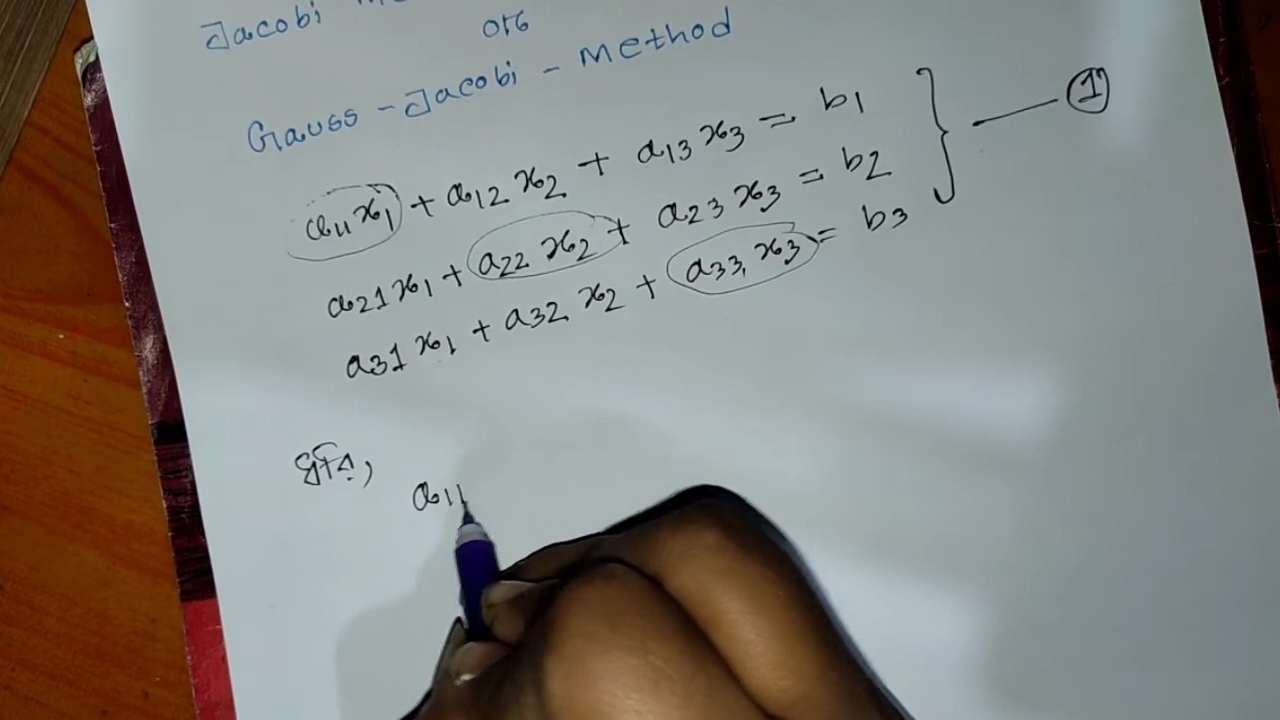 Jacobi
or
Gauss - Jacobi - Method
a11x1 + a12x2 + a13x3 = b1
a21x1 + a22x2 + a23x3 = b2
a31x1 + a32x2 + a33x3 = b3
1
ধরি, a11